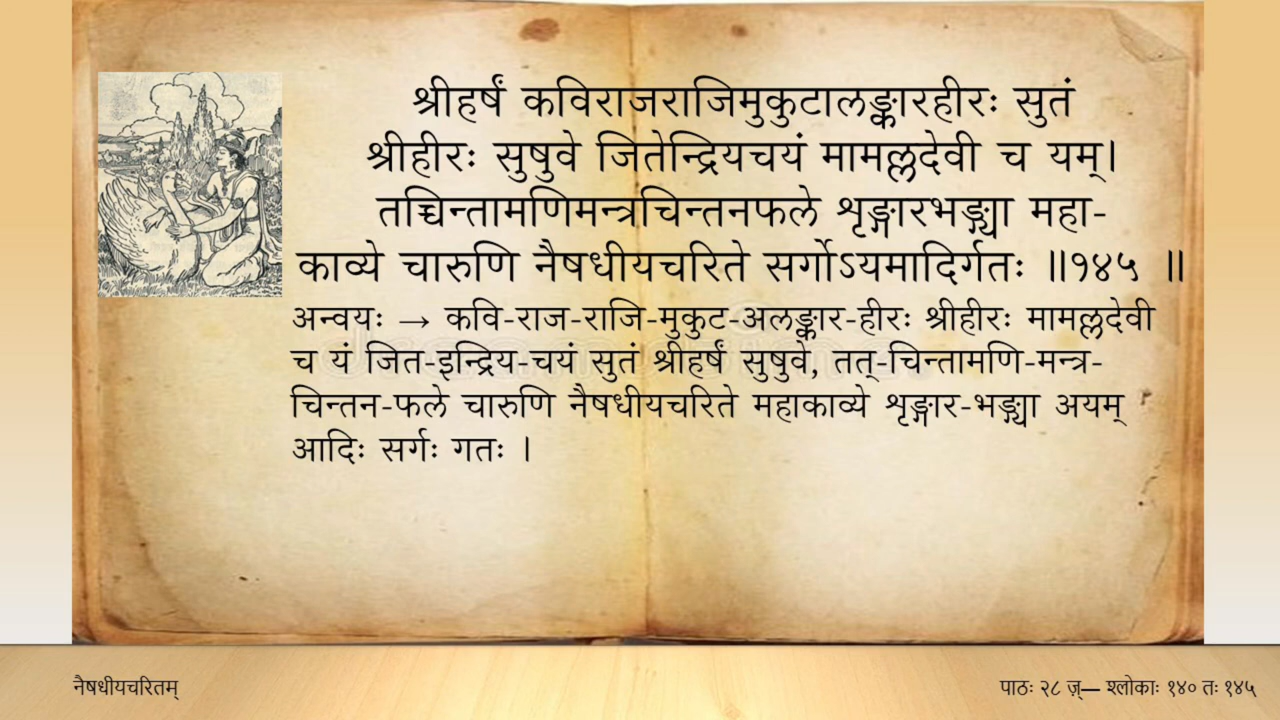 श्रीहर्षं कविराजराजिमुकुटालङ्कारहीरः सुतं
श्रीहीरः सुषुवे जितेन्द्रियचयं मामल्लदेवी च यम्।
तच्चिन्तामणिमन्त्रचिन्तनफले शृङ्गारभङ्ग्या महा-
काव्ये चारुणि नैषधीयचरिते सर्गोऽयमादिर्गतः ॥१४५ ॥
अन्वयः → कवि-राज-राजि-मुकुट-अलङ्कार-हीरः श्रीहीरः मामल्लदेवी
च यं जित-इन्द्रिय-चयं सुतं श्रीहर्षं सुषुवे, तत्-चिन्तामणि-मन्त्र-
चिन्तन-फले चारुणि नैषधीयचरिते महाकाव्ये शृङ्गार-भङ्ग्या अयम्
आदिः सर्गः गतः ।
नैषधीयचरितम्
पाठः २८ ज़्— श्लोकाः १४० तः १४५